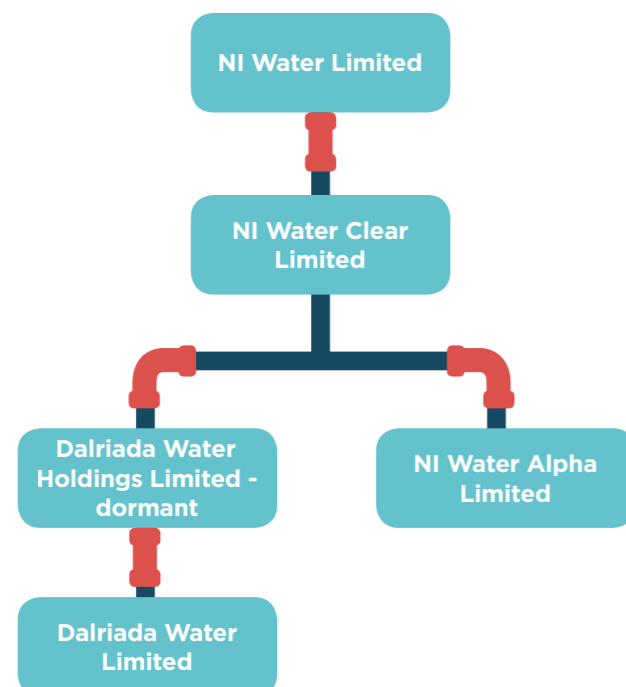 NI Water Limited
NI Water Clear
Limited
Dalriada Water
Holdings Limited -
dormant
NI Water Alpha
Limited
Dalriada Water
Limited